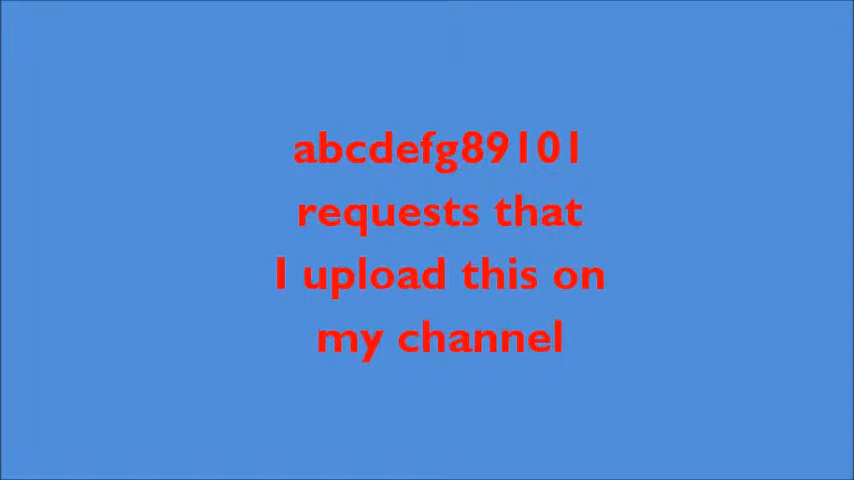 abcdefg89101
requests that
I upload this on
my channel